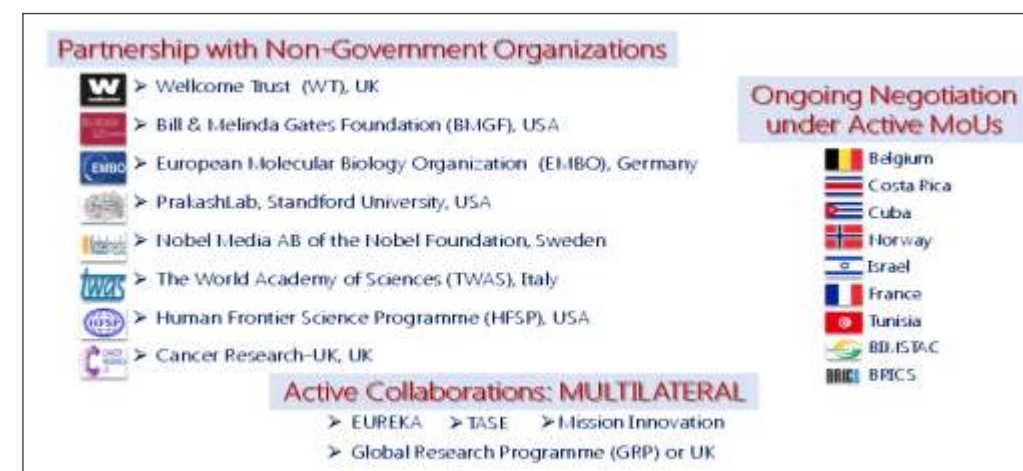 Partnership with Non-Government Organizations
➢ Wellcome Trust (WT), UK
➢ Bill & Melinda Gates Foundation (BMGF), USA
➢ European Molecular Biology Organization (EMBO), Germany
➢ PrakashLab, Standford University, USA
➢ Nobel Media AB of the Nobel Foundation, Sweden
➢ The World Academy of Sciences (TWAS), Italy
➢ Human Frontier Science Programme (HFSP), USA
➢ Cancer Research-UK, UK
W
EMBO
twas
HFSP
Ongoing Negotiation
under Active MoUs
Belgium
Costa Rica
Cuba
Norway
Israel
France
Tunisia
BRICS
Active Collaborations: MULTILATERAL
➢ EUREKA ➢ TASE ➢ Mission Innovation
➢ Global Research Programme (GRP) or UK